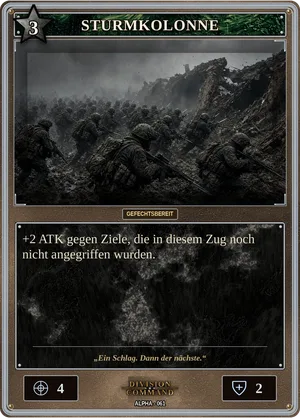 3
STURMKOLONNE
GEFECHTSBEREIT
+2 ATK gegen Ziele, die in diesem Zug noch
nicht angegriffen wurden.
„Ein Schlag. Dann der nächste.“
4
DIVISION
COMMAND
ALPHA . 061
2